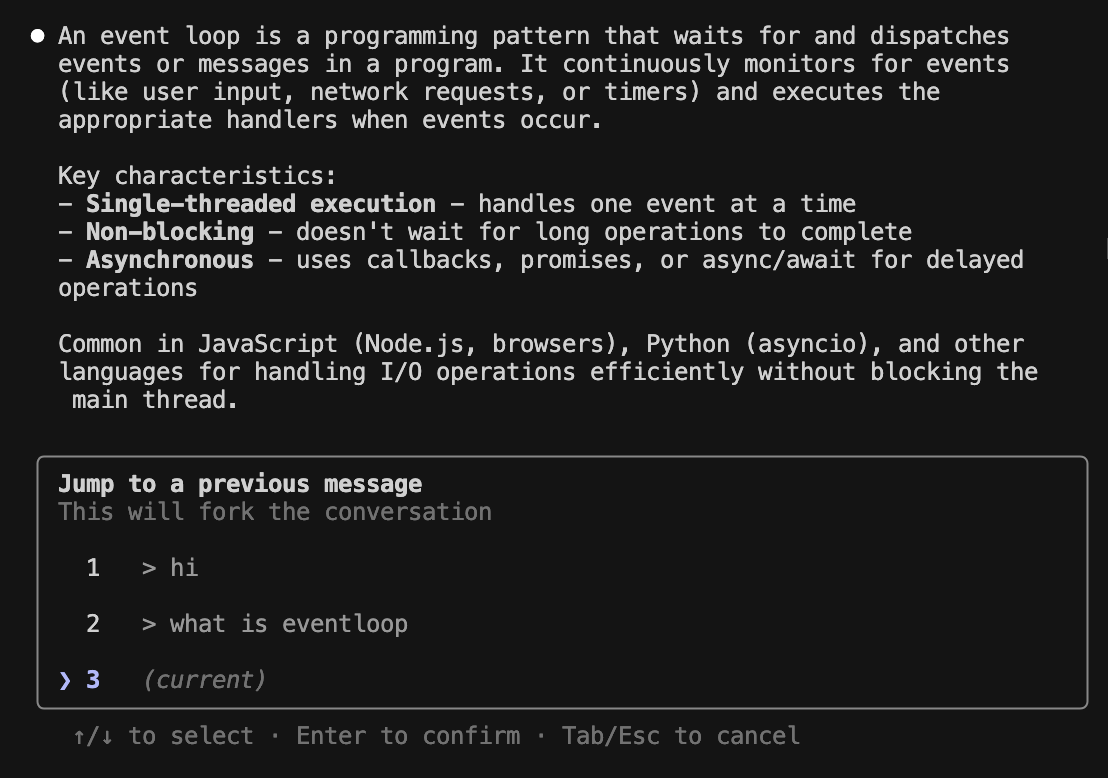 ● An event loop is a programming pattern that waits for and dispatches
events or messages in a program. It continuously monitors for events
(like user input, network requests, or timers) and executes the
appropriate handlers when events occur.
Key characteristics:
- Single-threaded execution - handles one event at a time
- Non-blocking - doesn't wait for long operations to complete
- Asynchronous - uses callbacks, promises, or async/await for delayed
operations
Common in JavaScript (Node.js, browsers), Python (asyncio), and other
languages for handling I/O operations efficiently without blocking the
main thread.
Jump to a previous message
This will fork the conversation
1 > hi
2 > what is eventloop
❯ 3 (current)
↑/↓ to select · Enter to confirm · Tab/Esc to cancel